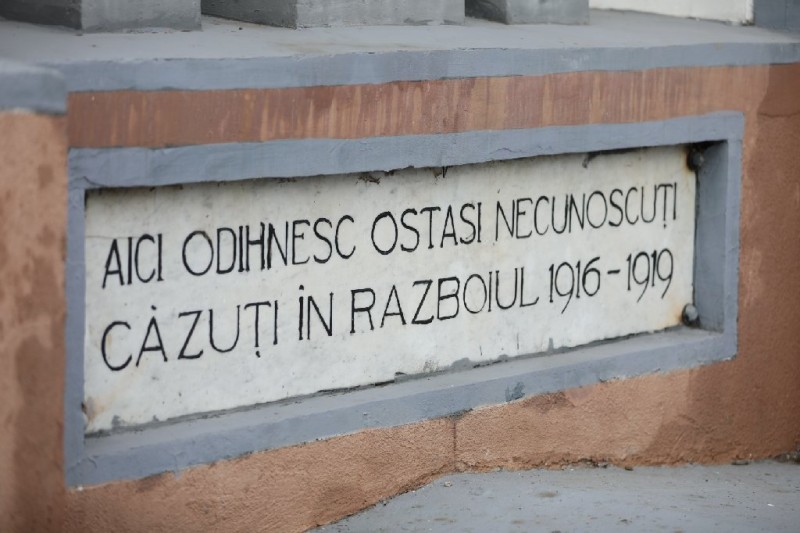 AICI ODIHNESC OSTASI NECUNOSCUȚI
CĂZUȚI ÎN RAZBOIUL 1916-1919